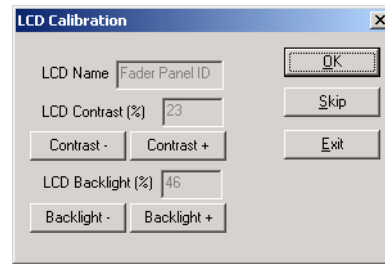 LCD Calibration
LCD Name Fader Panel ID
OK
LCD Contrast (%) 23
Skip
Contrast - Contrast +
Exit
LCD Backlight (%) 46
Backlight - Backlight +